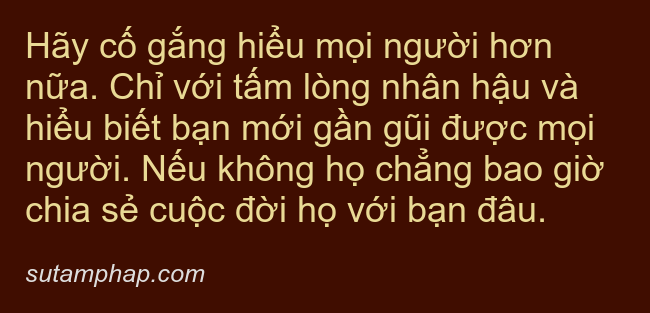 Hãy cố gắng hiểu mọi người hơn
nữa. Chỉ với tấm lòng nhân hậu và
hiểu biết bạn mới gần gũi được mọi
người. Nếu không họ chẳng bao giờ
chia sẻ cuộc đời họ với bạn đâu.
sutamphap.com